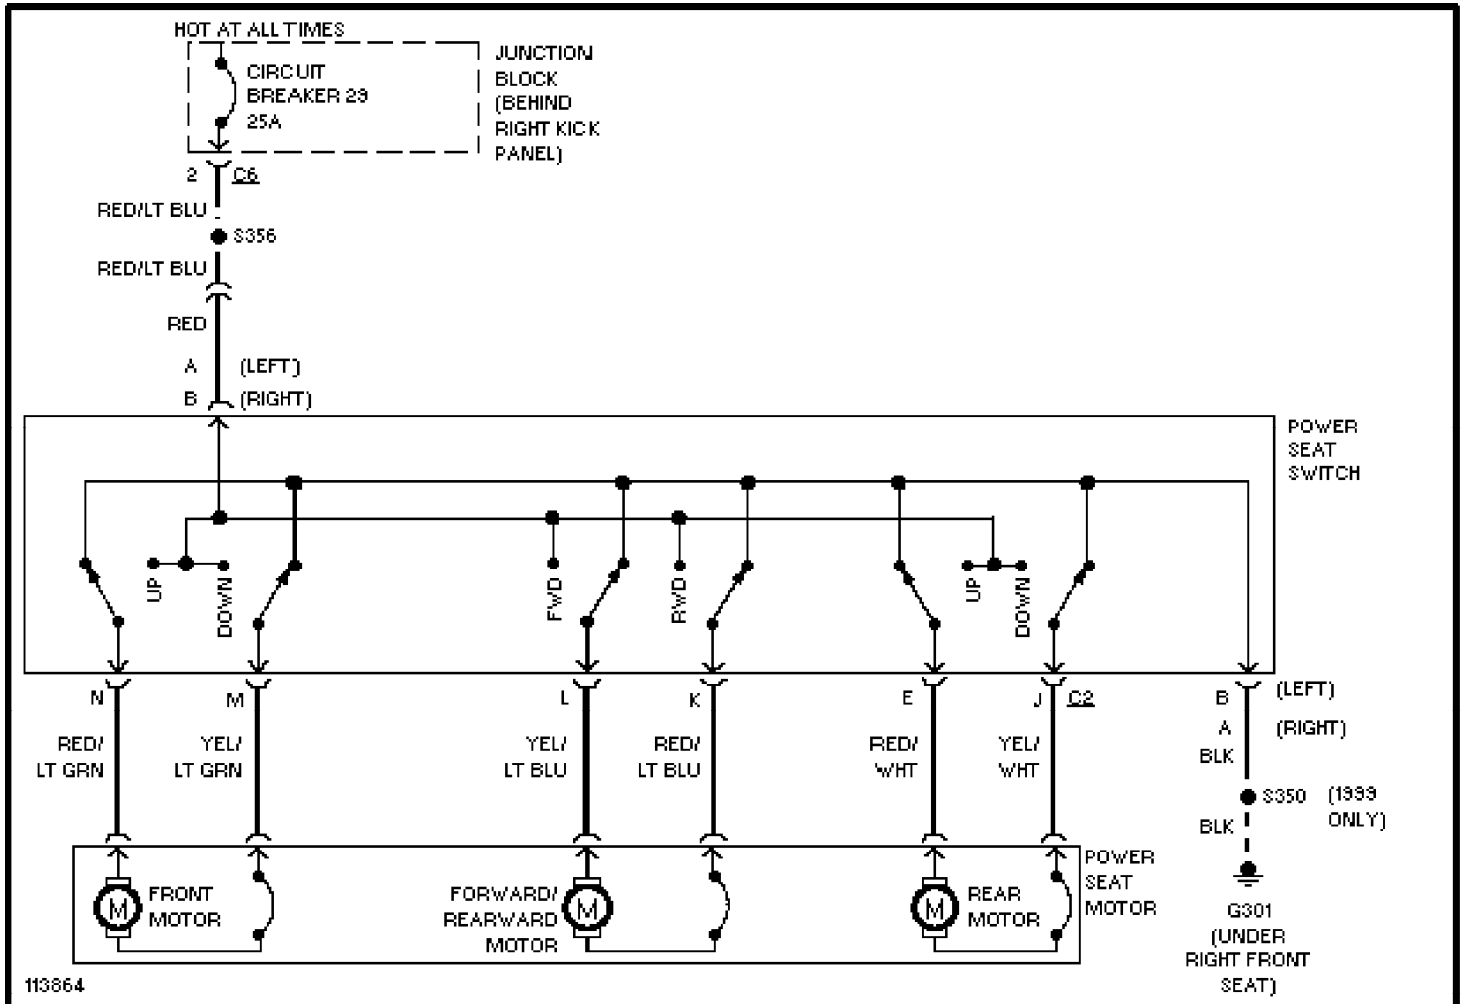 HOT AT ALL TIMES
CIRCUIT
BREAKER 29
25A
JUNCTION
BLOCK
(BEHIND
RIGHT KICK
PANEL)
2 C6
RED/LT BLU
S356
RED/LT BLU
RED
A (LEFT)
B (RIGHT)
POWER
SEAT
SWITCH
UP
DOWN
FWD
RWD
UP
DOWN
N M L K E J C2 B (LEFT)
A (RIGHT)
RED/
LT GRN
YEL/
LT GRN
YEL/
LT BLU
RED/
LT BLU
RED/
WHT
YEL/
WHT
BLK
S350 (1999
ONLY)
BLK
M FRONT
MOTOR
FORWARD/
REARWARD
MOTOR
M
M REAR
MOTOR
POWER
SEAT
MOTOR
G301
(UNDER
RIGHT FRONT
SEAT)
113864